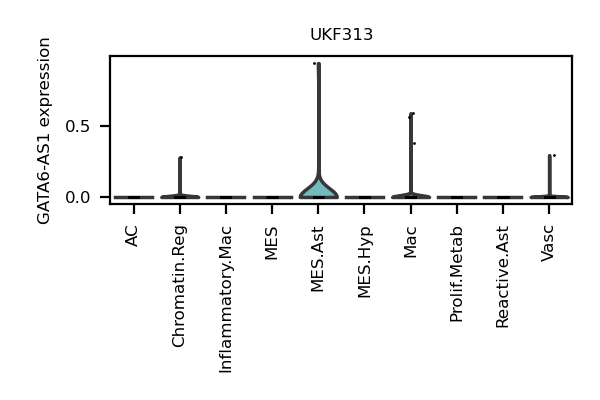 UKF313
GATA6-AS1 expression
0.5
0.0
AC
Chromatin.Reg
Inflammatory.Mac
MES
MES.Ast
MES.Hyp
Mac
Prolif.Metab
Reactive.Ast
Vasc